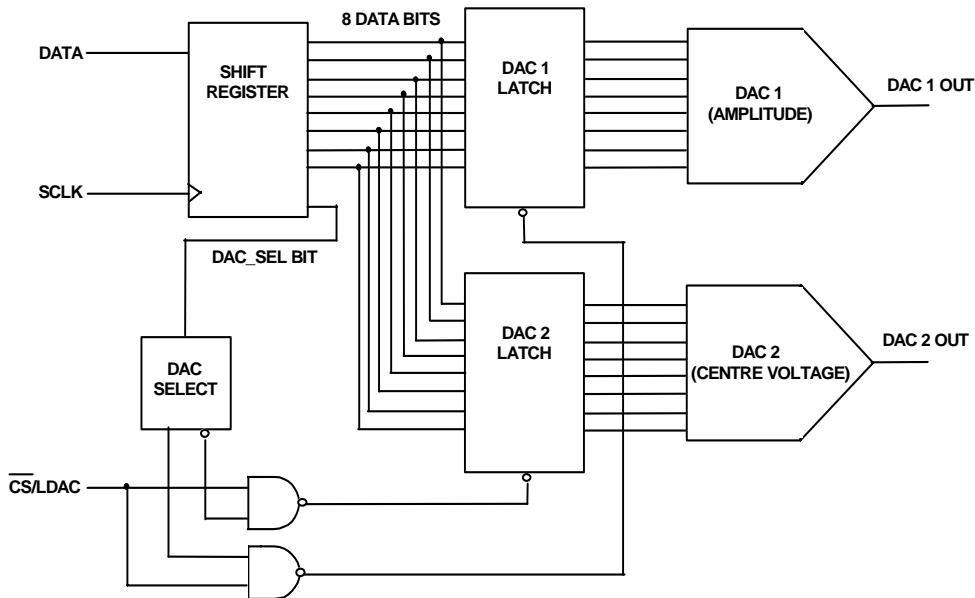 8 DATA BITS
DATA
SHIFT
REGISTER
DAC 1
LATCH
DAC 1
(AMPLITUDE)
DAC 1 OUT
SCLK
DAC_SEL BIT
DAC 2
LATCH
DAC 2
(CENTRE VOLTAGE)
DAC 2 OUT
DAC
SELECT
CS/LDAC